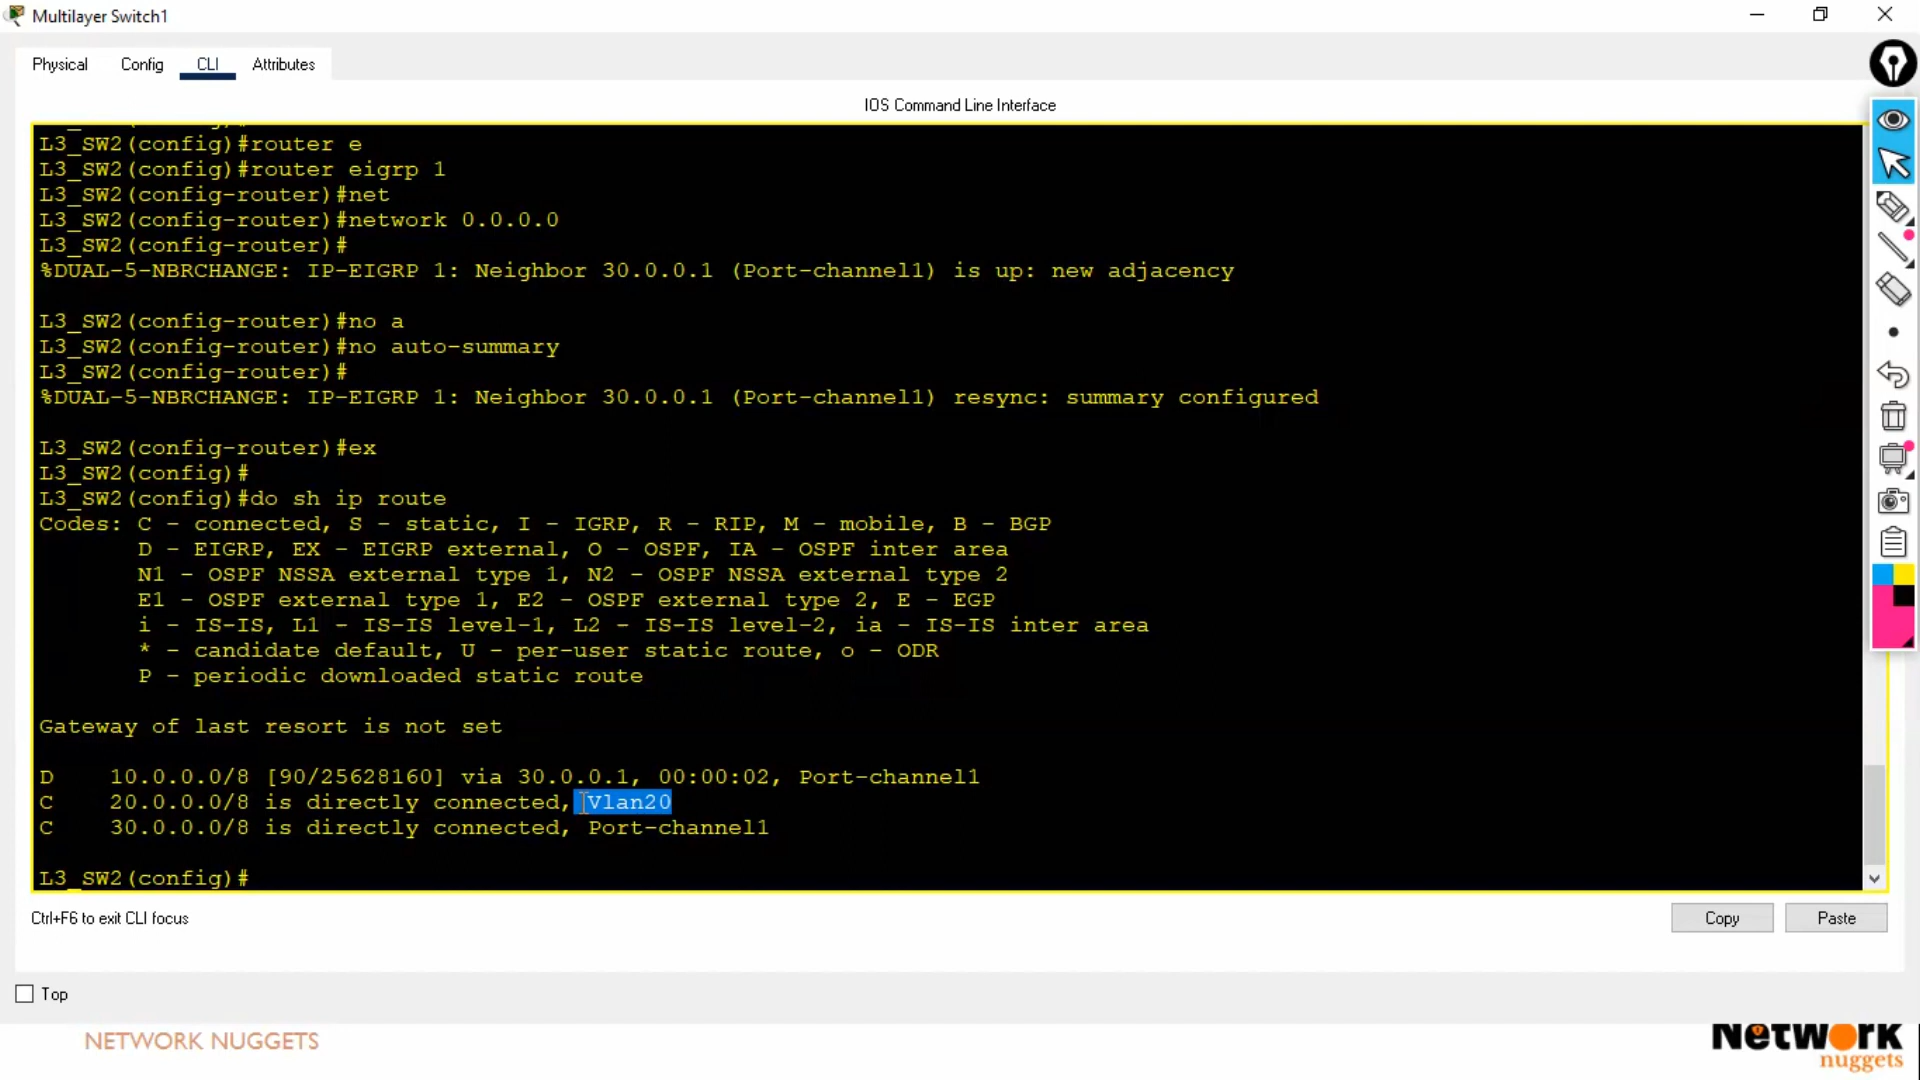 Multilayer Switch1
Physical Config CLI Attributes
IOS Command Line Interface
L3_SW2(config)#router e
L3_SW2(config)#router eigrp 1
L3_SW2(config-router)#net
L3_SW2(config-router)#network 0.0.0.0
L3_SW2(config-router)#
%DUAL-5-NBRCHANGE: IP-EIGRP 1: Neighbor 30.0.0.1 (Port-channel1) is up: new adjacency
L3_SW2(config-router)#no a
L3_SW2(config-router)#no auto-summary
L3_SW2(config-router)#
%DUAL-5-NBRCHANGE: IP-EIGRP 1: Neighbor 30.0.0.1 (Port-channel1) resync: summary configured
L3_SW2(config-router)#ex
L3_SW2(config)#
L3_SW2(config)#do sh ip route
Codes: C - connected, S - static, I - IGRP, R - RIP, M - mobile, B - BGP
D - EIGRP, EX - EIGRP external, O - OSPF, IA - OSPF inter area
N1 - OSPF NSSA external type 1, N2 - OSPF NSSA external type 2
E1 - OSPF external type 1, E2 - OSPF external type 2, E - EGP
i - IS-IS, L1 - IS-IS level-1, L2 - IS-IS level-2, ia - IS-IS inter area
* - candidate default, U - per-user static route, o - ODR
P - periodic downloaded static route
Gateway of last resort is not set
D 10.0.0.0/8 [90/25628160] via 30.0.0.1, 00:00:02, Port-channel1
C 20.0.0.0/8 is directly connected, Vlan20
C 30.0.0.0/8 is directly connected, Port-channel1
L3_SW2(config)#
Ctrl+F6 to exit CLI focus
Copy Paste
Top
NETWORK NUGGETS
Network
nuggets